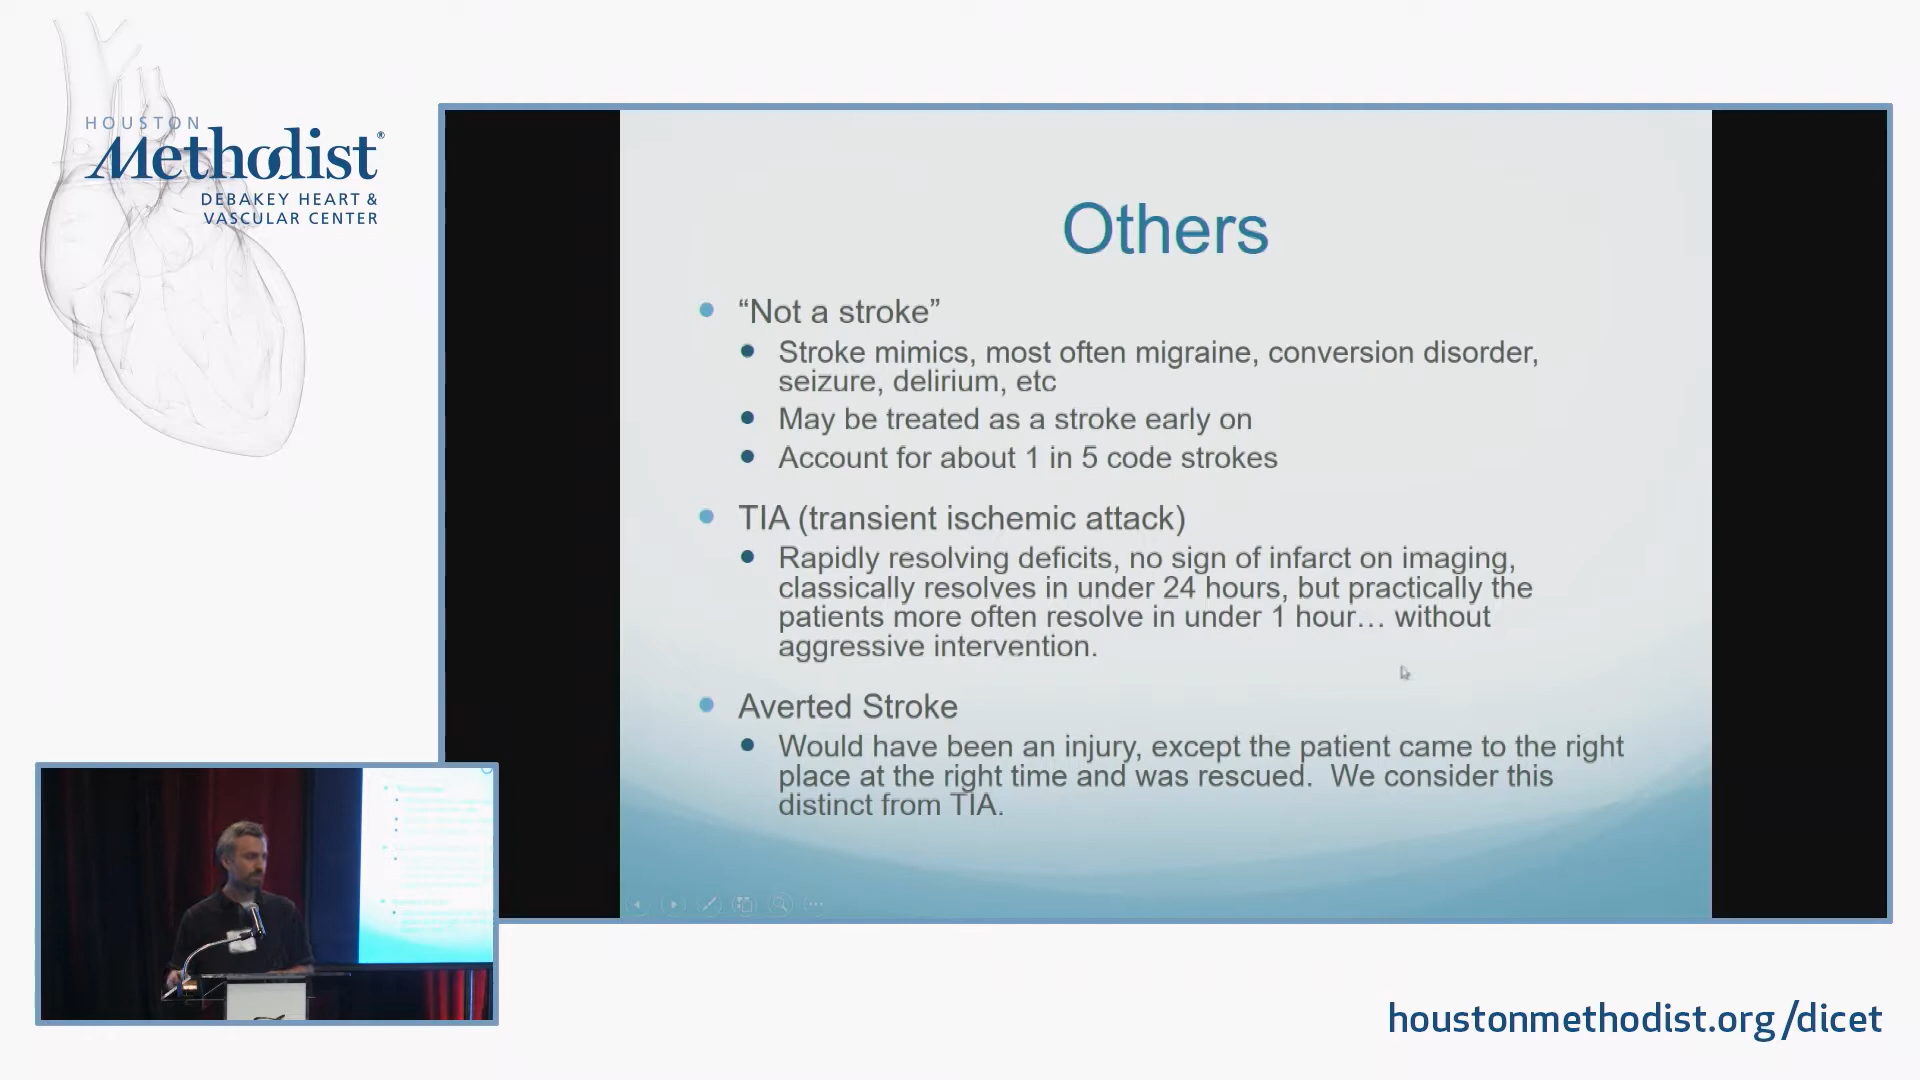 HOUSTON
Methodist®
DEBAKEY HEART &
VASCULAR CENTER
Others
“Not a stroke”
Stroke mimics, most often migraine, conversion disorder,
seizure, delirium, etc
May be treated as a stroke early on
Account for about 1 in 5 code strokes
TIA (transient ischemic attack)
Rapidly resolving deficits, no sign of infarct on imaging,
classically resolves in under 24 hours, but practically the
patients more often resolve in under 1 hour… without
aggressive intervention.
Averted Stroke
Would have been an injury, except the patient came to the right
place at the right time and was rescued.  We consider this
distinct from TIA.
houstonmethodist.org/dicet